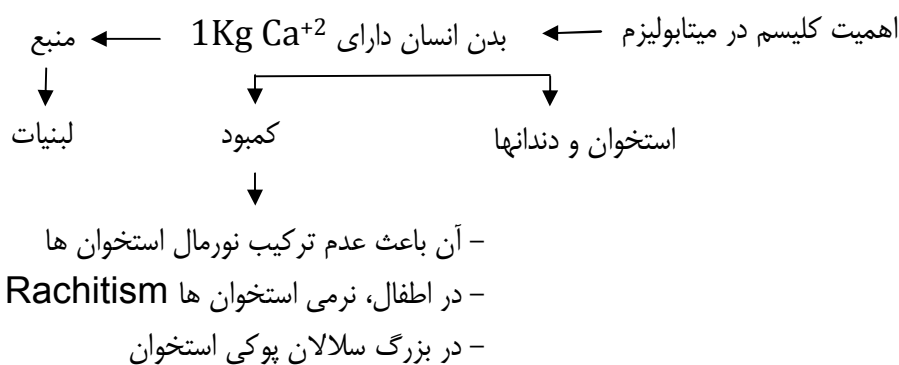 اهمیت کلیسم در میتابولیزم
بدن انسان دارای 1Kg Ca+2
منبع
استخوان و دندانها
کمبود
لبنیات
– آن باعث عدم ترکیب نورمال استخوان ها
– در اطفال، نرمی استخوان ها Rachitism
– در بزرگ سلالان پوکی استخوان